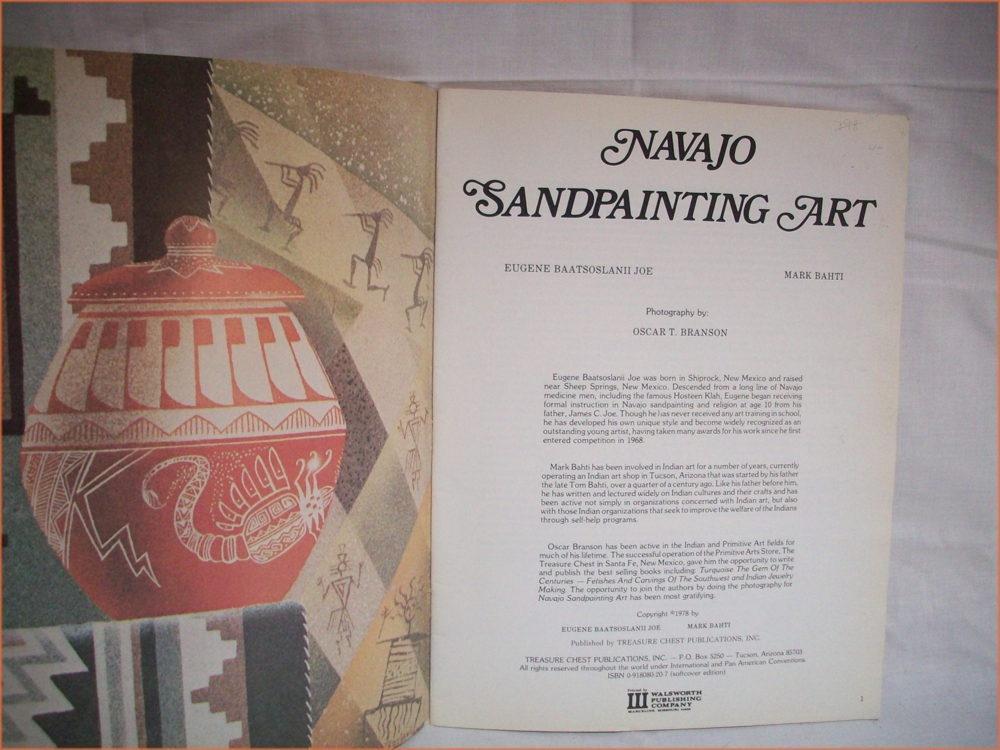 NAVAJO
SANDPAINTING ART
EUGENE BAATSOSLANII JOE
MARK BAHTI
Photography by:
OSCAR T. BRANSON
Eugene Baatsoslanii Joe was born in Shiprock, New Mexico and raised
near Sheep Springs, New Mexico. Descended from a long line of Navajo
medicine men, including the famous Hosteen Klah, Eugene began receiving
formal instruction in Navajo sandpainting and religion at age 10 from his
father, James C. Joe. Though he has never received any art training in school,
he has developed his own unique style and become widely recognized as an
outstanding young artist, having taken many awards for his work since he first
entered competition in 1968.
Mark Bahti has been involved in Indian art for a number of years, currently
operating an Indian art shop in Tucson, Arizona that was started by his father
the late Tom Bahti, over a quarter of a century ago. Like his father before him,
he has written and lectured widely on Indian cultures and their crafts and has
been active not simply in organizations concerned with Indian art, but also
with those Indian organizations that seek to improve the welfare of the Indians
through self-help programs.
Oscar Branson has been active in the Indian and Primitive Art fields for
much of his lifetime. The successful operation of the Primitive Arts Store, The
Treasure Chest in Santa Fe, New Mexico, gave him the opportunity to write
and publish the best selling books including: Turquoise The Gem Of The
Centuries — Fetishes And Carvings Of The Southwest and Indian Jewelry
Making. The opportunity to join the authors by doing the photography for
Navajo Sandpainting Art has been most gratifying.
Copyright ©1978 by
EUGENE BAATSOSLANII JOE MARK BAHTI
Published by TREASURE CHEST PUBLICATIONS, INC.
TREASURE CHEST PUBLICATIONS, INC. — P.O. Box 5250 — Tucson, Arizona 85703
All rights reserved throughout the world under International and Pan American Conventions.
ISBN 0-918080-20-7 (softcover edition)
Printed by
WALSWORTH
PUBLISHING
COMPANY
MARCELINE, MISSOURI
1